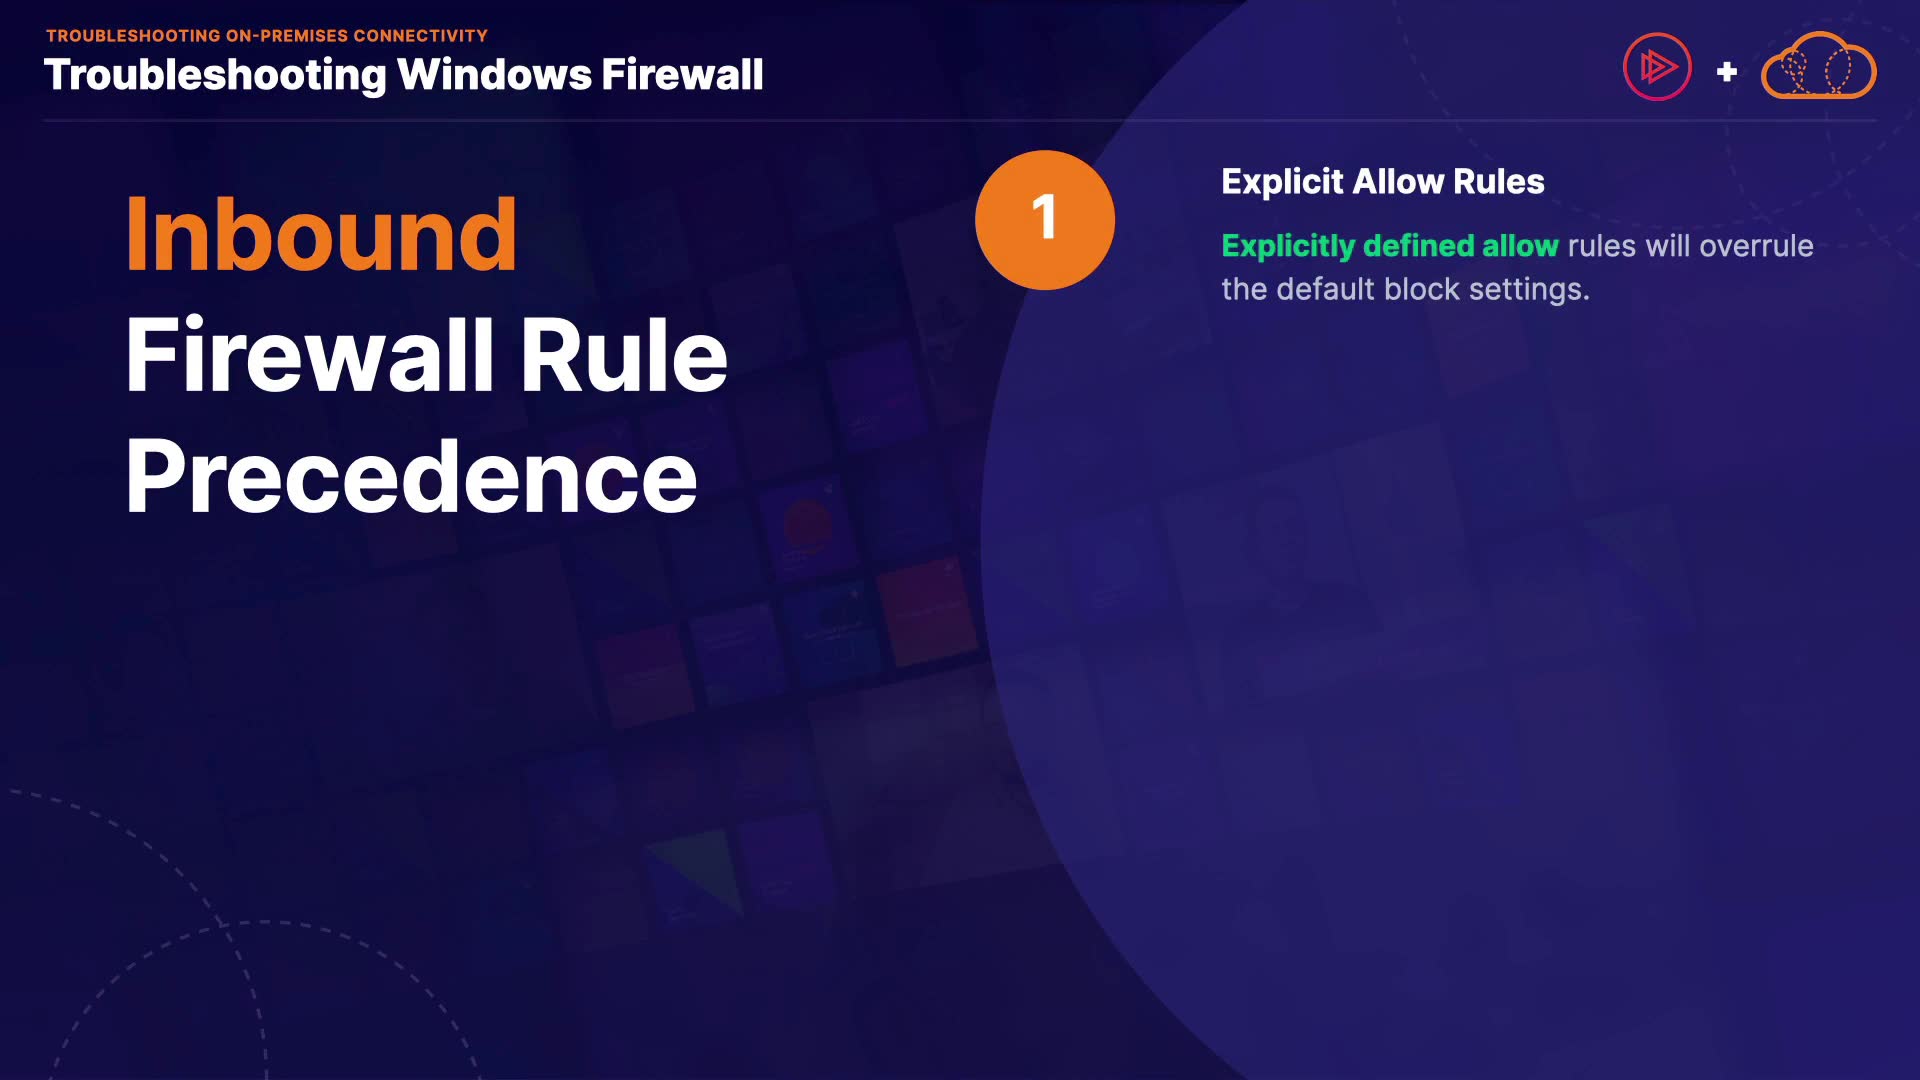 TROUBLESHOOTING ON-PREMISES CONNECTIVITY
Troubleshooting Windows Firewall
+
Inbound
Firewall Rule
Precedence
1
Explicit Allow Rules
Explicitly defined allow rules will overrule
the default block settings.